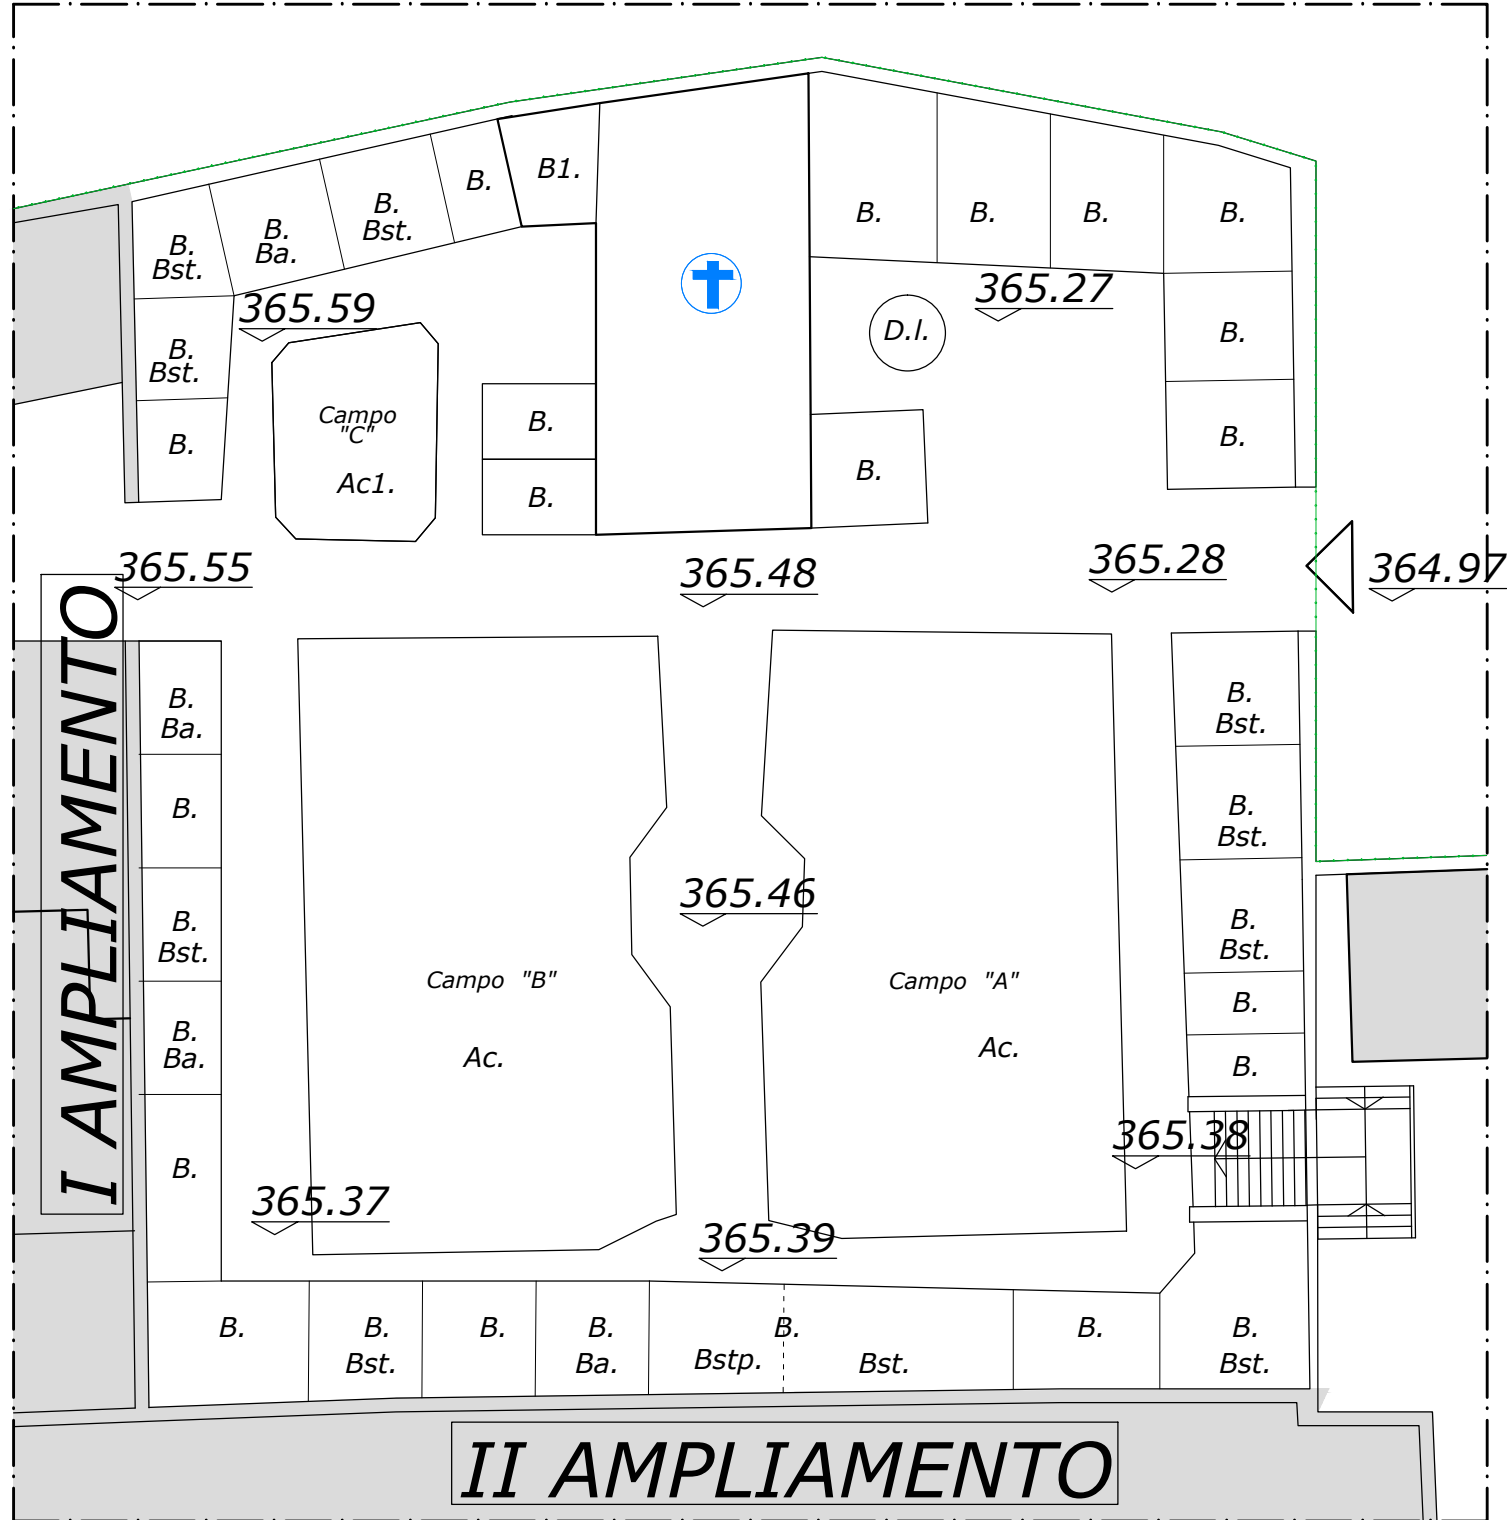 B1.
B.
B.
Bst.
B.
Ba.
B.
Bst.
B.
B.
B.
B.
365.59
365.27
D.l.
B.
Bst.
B.
Campo
"C"
Ac1.
B.
B.
B.
B.
B.
B.
365.55
365.48
365.28
364.97
I AMPLIAMENTO
B.
Ba.
B.
B.
Bst.
B.
Ba.
B.
365.46
Campo "B"
Ac.
Campo "A"
Ac.
B.
Bst.
B.
Bst.
B.
Bst.
B.
B.
365.38
365.37
365.39
B.
B.
Bst.
B.
B.
Ba.
B.
Bstp.
Bst.
B.
B.
Bst.
II AMPLIAMENTO